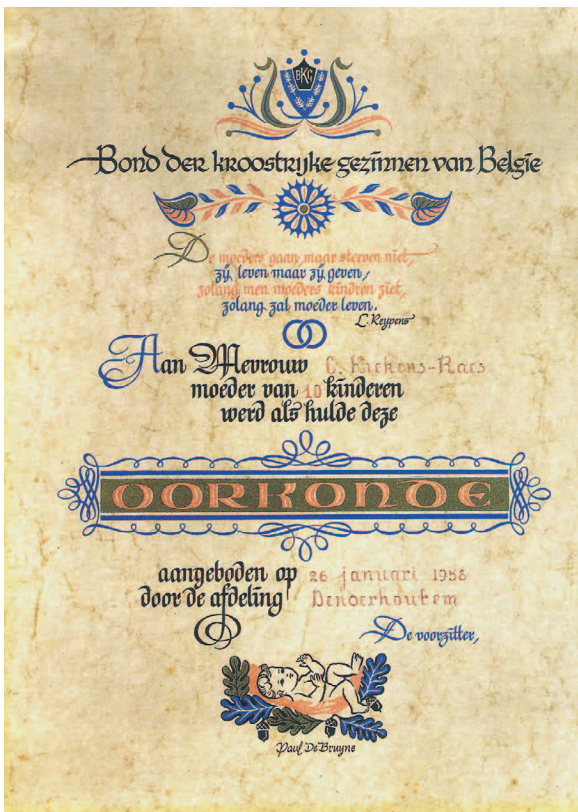 BKG
Bond der kroostrijke gezinnen van Belgie
De moeders gaan, maar sterven niet,
zij leven maar zij geven,
zolang men moeders kindren ziet,
zolang zal moeder leven.
L. Reypens
Aan Mevrouw C. Kiekens-Raes
moeder van 10 kinderen
werd als hulde deze
OORKONDE
aangeboden op 26 januari 1958
door de afdeling Denderhoutem
De voorzitter,
Paul De Bruyne